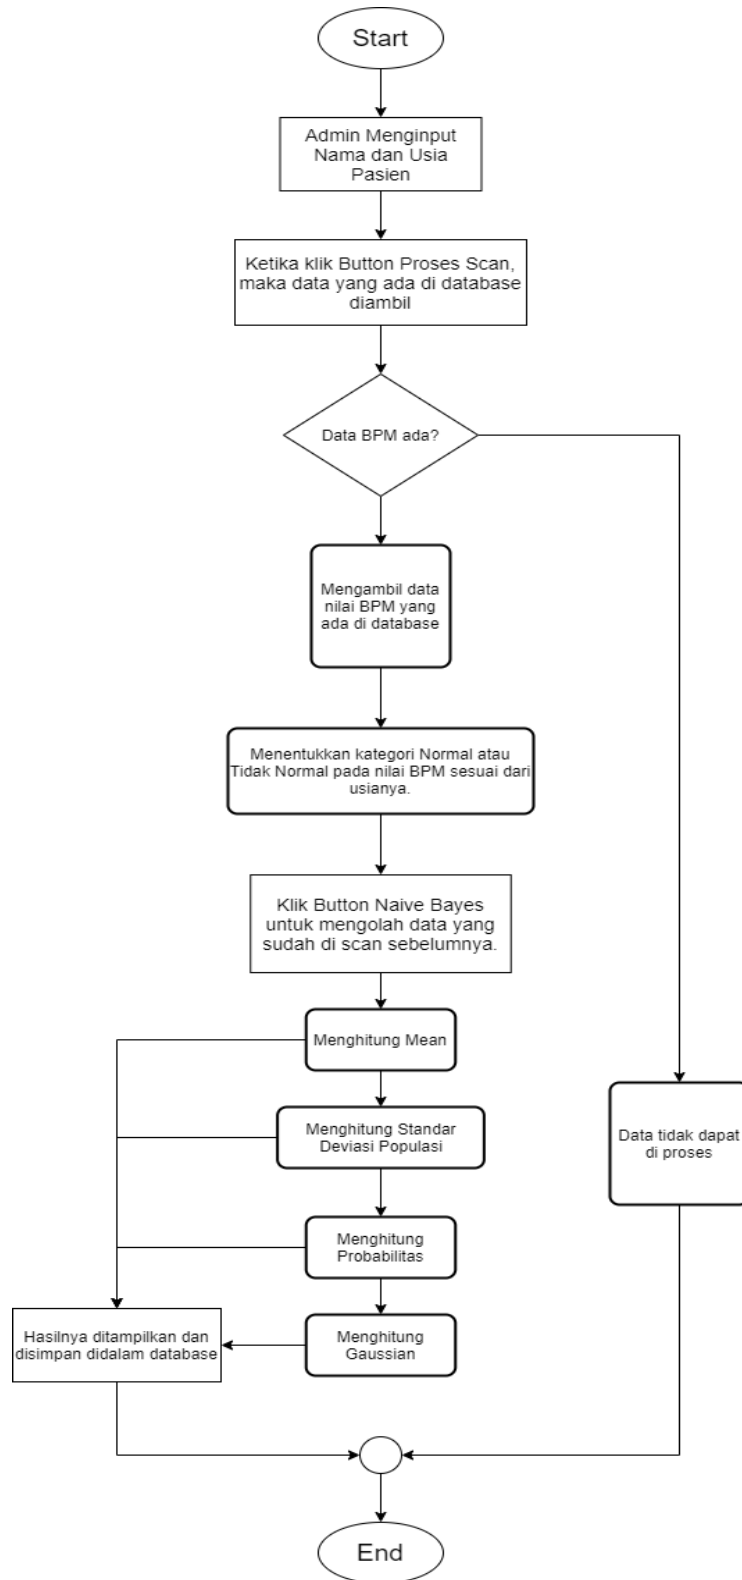 Start
Admin Menginput
Nama dan Usia
Pasien
Ketika klik Button Proses Scan,
maka data yang ada di database
diambil
Data BPM ada?
Mengambil data
nilai BPM yang
ada di database
Menentukkan kategori Normal atau
Tidak Normal pada nilai BPM sesuai dari
usianya.
Klik Button Naive Bayes
untuk mengolah data yang
sudah di scan sebelumnya.
Menghitung Mean
Menghitung Standar
Deviasi Populasi
Data tidak dapat
di proses
Menghitung
Probabilitas
Hasilnya ditampilkan dan
disimpan didalam database
Menghitung
Gaussian
End